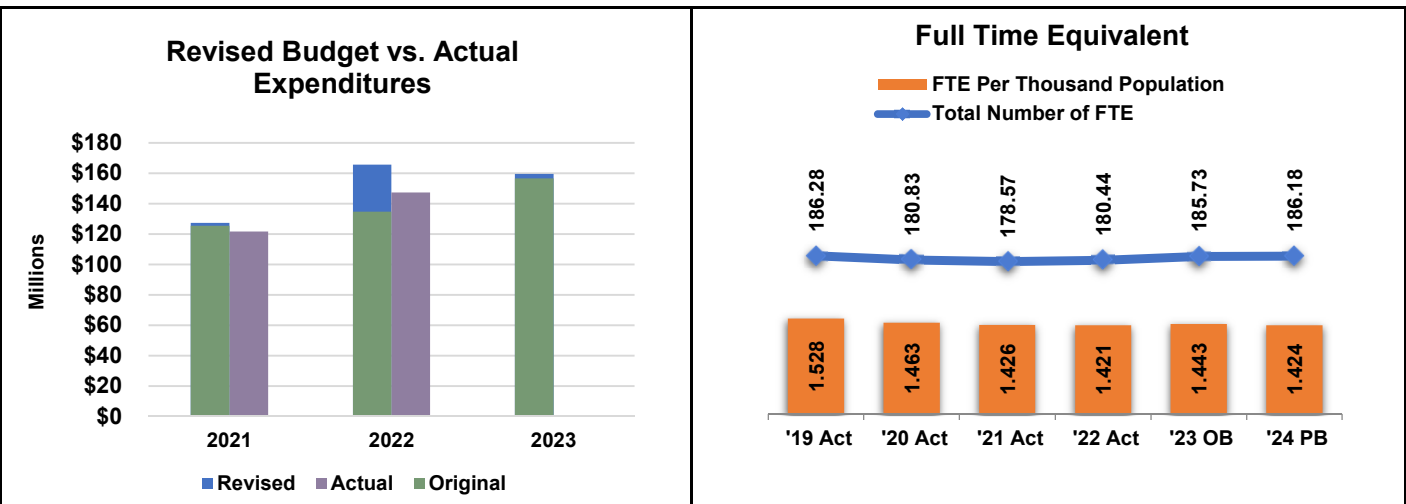 Revised Budget vs. Actual
Expenditures
Millions
$180
$160
$140
$120
$100
$80
$60
$40
$20
$0
2021 2022 2023
Revised Actual Original
Full Time Equivalent
FTE Per Thousand Population
Total Number of FTE
186.28 180.83 178.57 180.44 185.73 186.18
1.528 1.463 1.426 1.421 1.443 1.424
'19 Act '20 Act '21 Act '22 Act '23 OB '24 PB